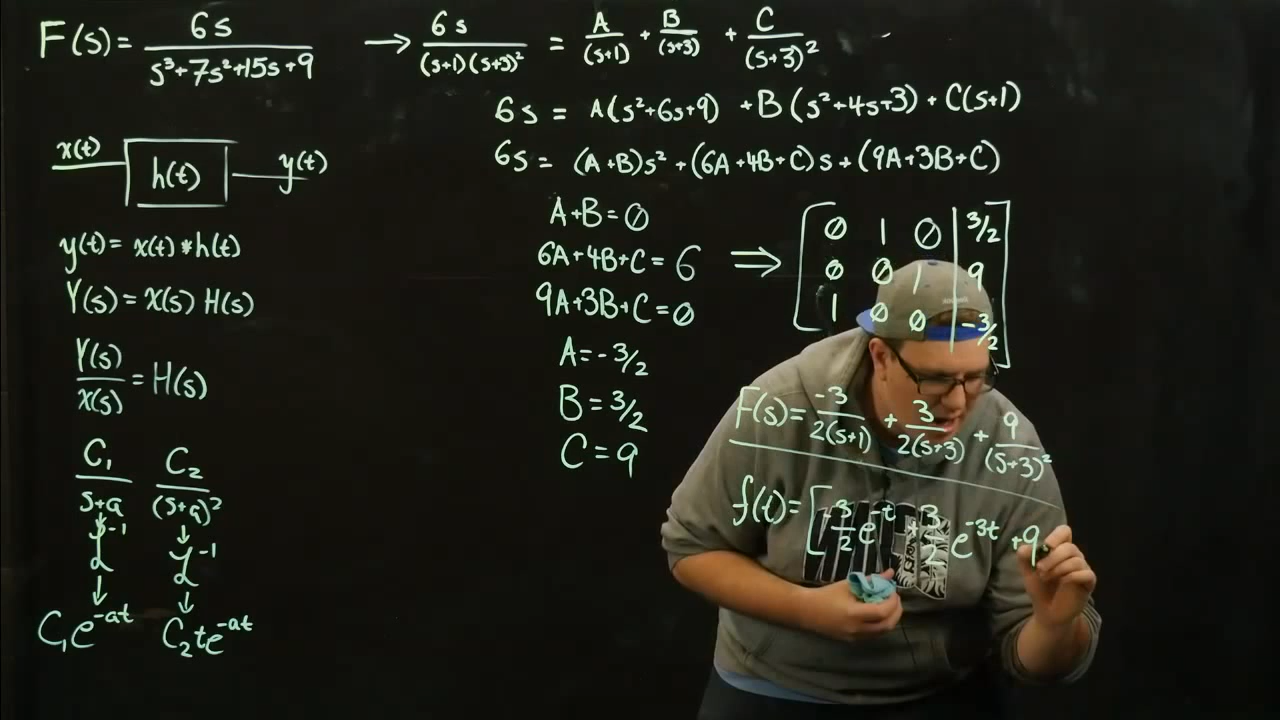 F(s) = 6s / s³+7s²+15s+9 → 6s / (s+1)(s+3)² = A/(s+1) + B/(s+3) + C/(s+3)²
6s = A(s²+6s+9) + B(s²+4s+3) + C(s+1)
6s = (A+B)s² + (6A+4B+C)s + (9A+3B+C)
x(t) h(t) y(t)
y(t) = x(t) * h(t)
Y(s) = X(s) H(s)
Y(s)/X(s) = H(s)
C₁/s+a C₂/(s+a)²
↓ ↓
ℒ⁻¹ ℒ⁻¹
↓ ↓
C₁e^-at C₂te^-at
A+B = 0
6A+4B+C = 6 ⇒
9A+3B+C = 0
A = -3/2
B = 3/2
C = 9
0 1 0 | 3/2
0 0 1 | 9
1 0 0 | -3/2
F(s) = -3/2(s+1) + 3/2(s+3) + 9/(s+3)²
f(t) = [-3/2 e^-t + 3/2 e^-3t + 9